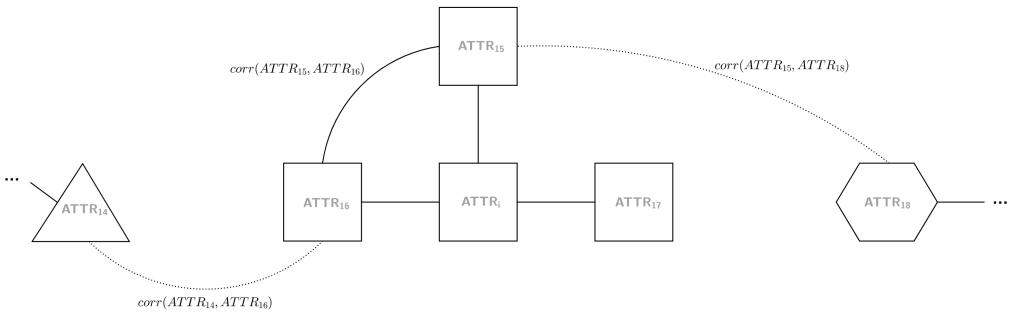 ATTR₁₅
corr(ATTR₁₅, ATTR₁₆)
corr(ATTR₁₅, ATTR₁₈)
...
ATTR₁₄
ATTR₁₆
ATTRᵢ
ATTR₁₇
ATTR₁₈
...
corr(ATTR₁₄, ATTR₁₆)